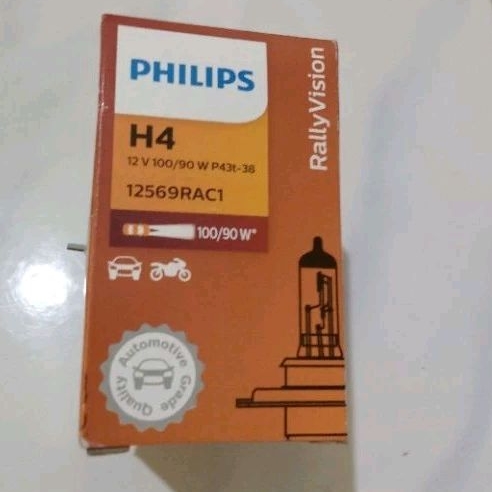 PHILIPS
RallyVision
H4
12 V 100/90 W P43t-38
12569RAC1
100/90 W*
Automotive Grade Quality